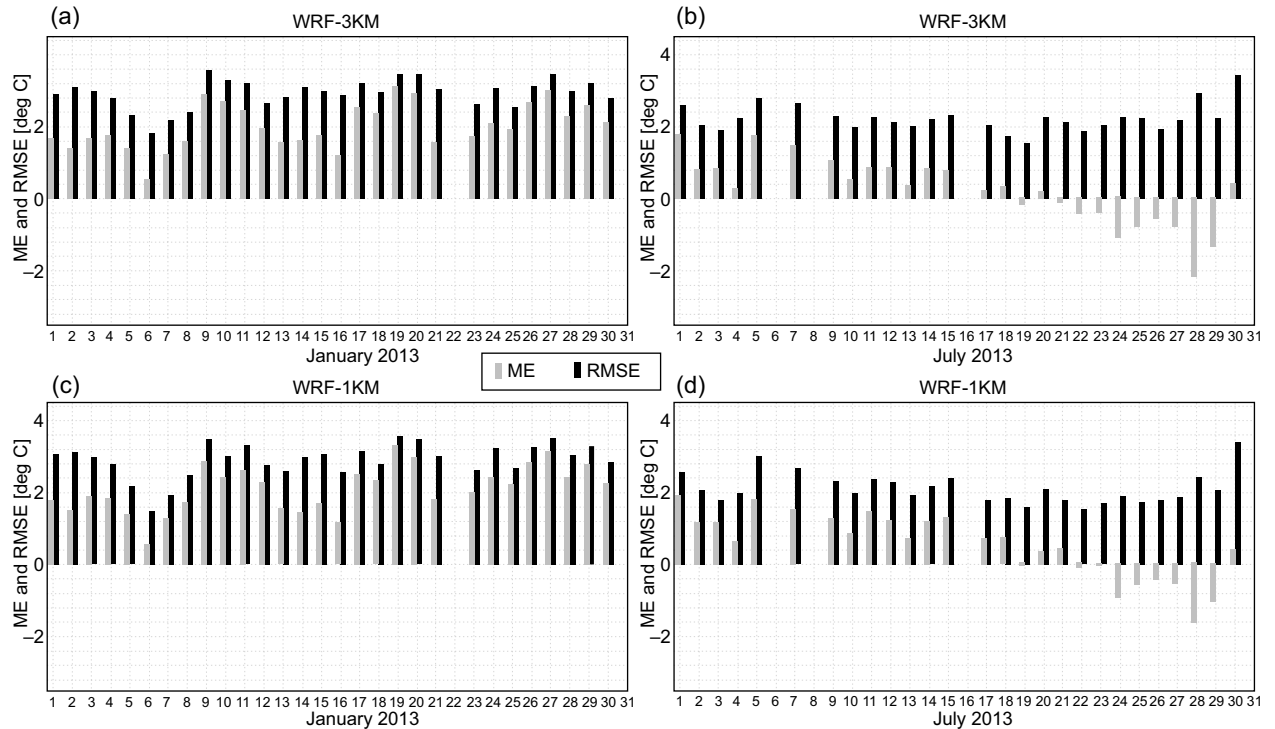 (a) WRF-3KM
ME and RMSE [deg C]
2
0
–2
1 2 3 4 5 6 7 8 9 10 11 12 13 14 15 16 17 18 19 20 21 22 23 24 25 26 27 28 29 30 31
January 2013
(b) WRF-3KM
ME and RMSE [deg C]
4
2
0
–2
1 2 3 4 5 7 8 9 10 11 12 13 14 15 16 17 18 19 20 21 22 23 24 25 26 27 28 29 30 31
July 2013
ME RMSE
(c) WRF-1KM
ME and RMSE [deg C]
4
2
0
–2
1 2 3 4 5 6 7 8 9 10 11 12 13 14 15 16 17 18 19 20 21 22 23 24 25 26 27 28 29 30 31
January 2013
(d) WRF-1KM
ME and RMSE [deg C]
4
2
0
–2
1 2 3 4 5 7 8 9 10 11 12 13 14 15 16 17 18 19 20 21 22 23 24 25 26 27 28 29 30 31
July 2013